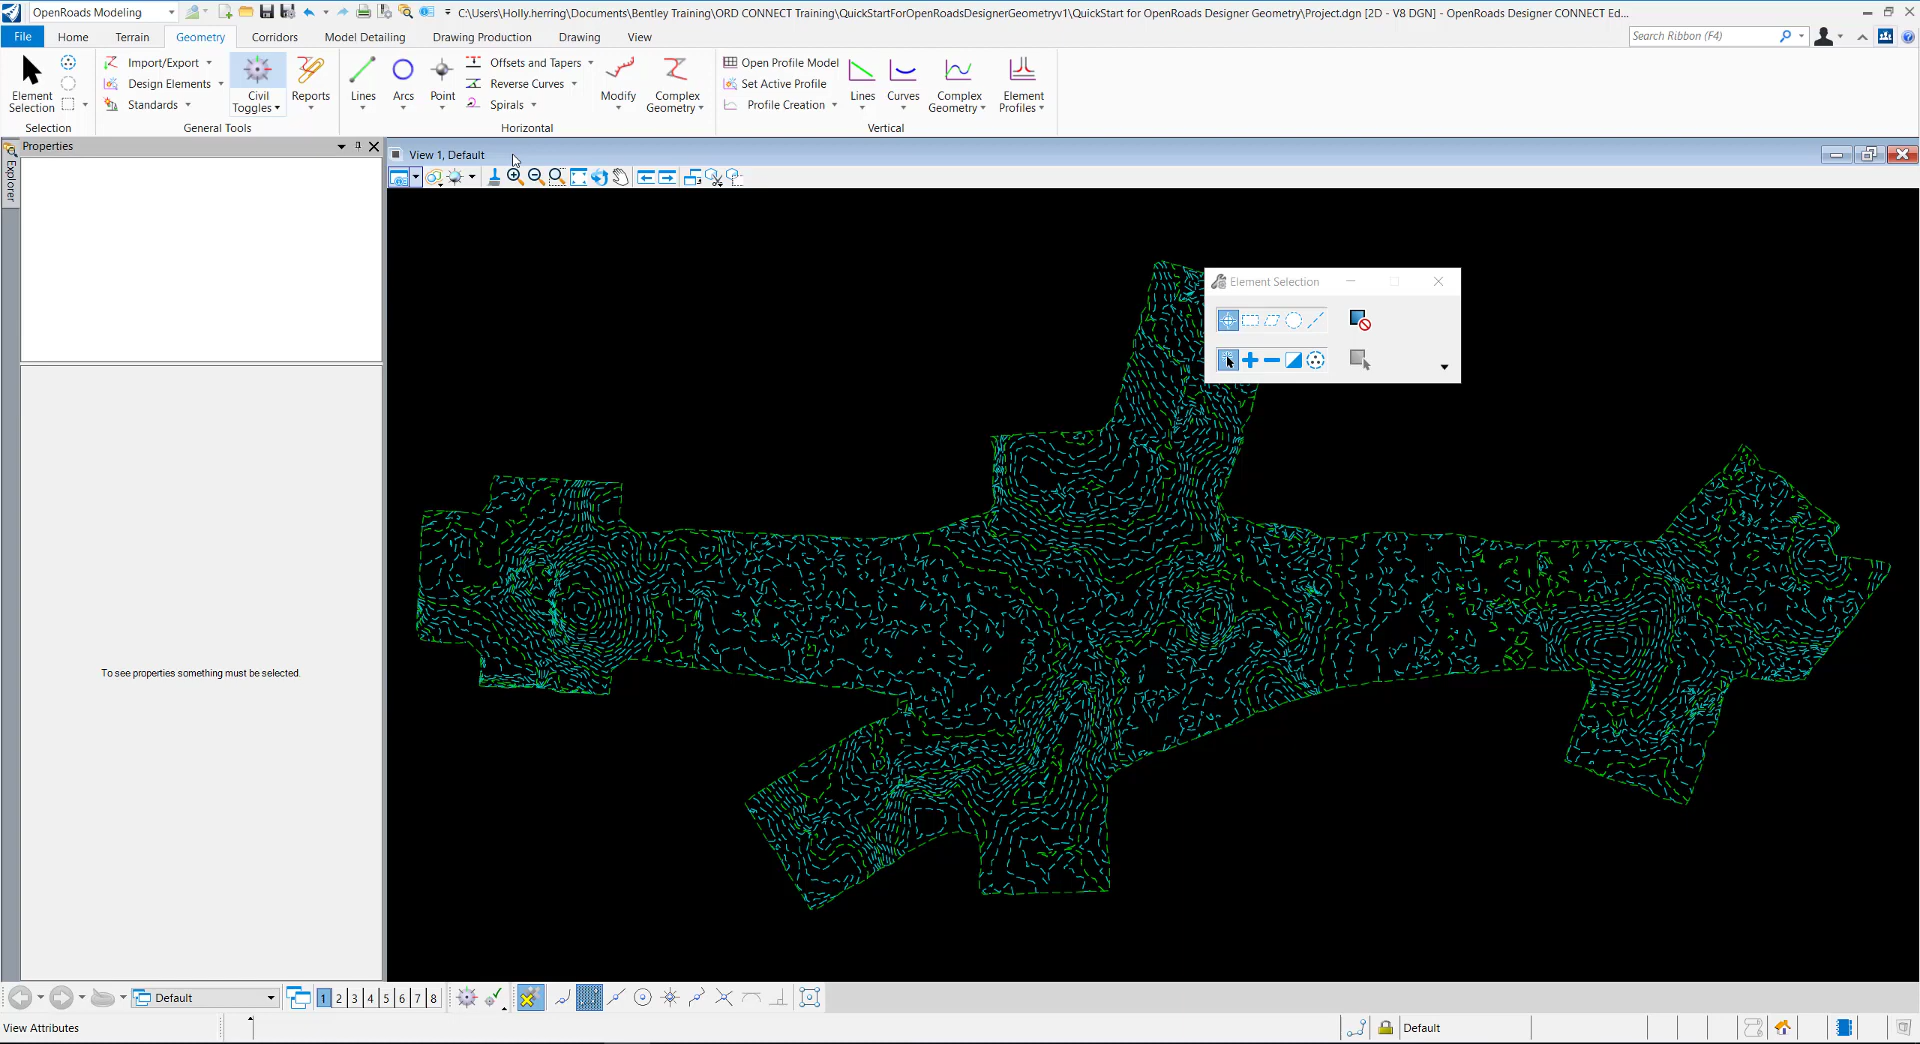 OpenRoads Modeling
C:\Users\Holly.herring\Documents\Bentley Training\ORD CONNECT Training\QuickStartForOpenRoadsDesignerGeometryv1\QuickStart for OpenRoads Designer Geometry\Project.dgn [2D - V8 DGN] - OpenRoads Designer CONNECT Ed...
File Home Terrain Geometry Corridors Model Detailing Drawing Production Drawing View
Search Ribbon (F4)
Element Selection
Selection
Import/Export
Design Elements
Standards
Civil Toggles
Reports
General Tools
Lines
Arcs
Point
Offsets and Tapers
Reverse Curves
Spirals
Modify
Complex Geometry
Horizontal
Open Profile Model
Set Active Profile
Profile Creation
Lines
Curves
Complex Geometry
Element Profiles
Vertical
Explorer
Properties
To see properties something must be selected.
View 1, Default
Element Selection
Default
1 2 3 4 5 6 7 8
View Attributes
Default